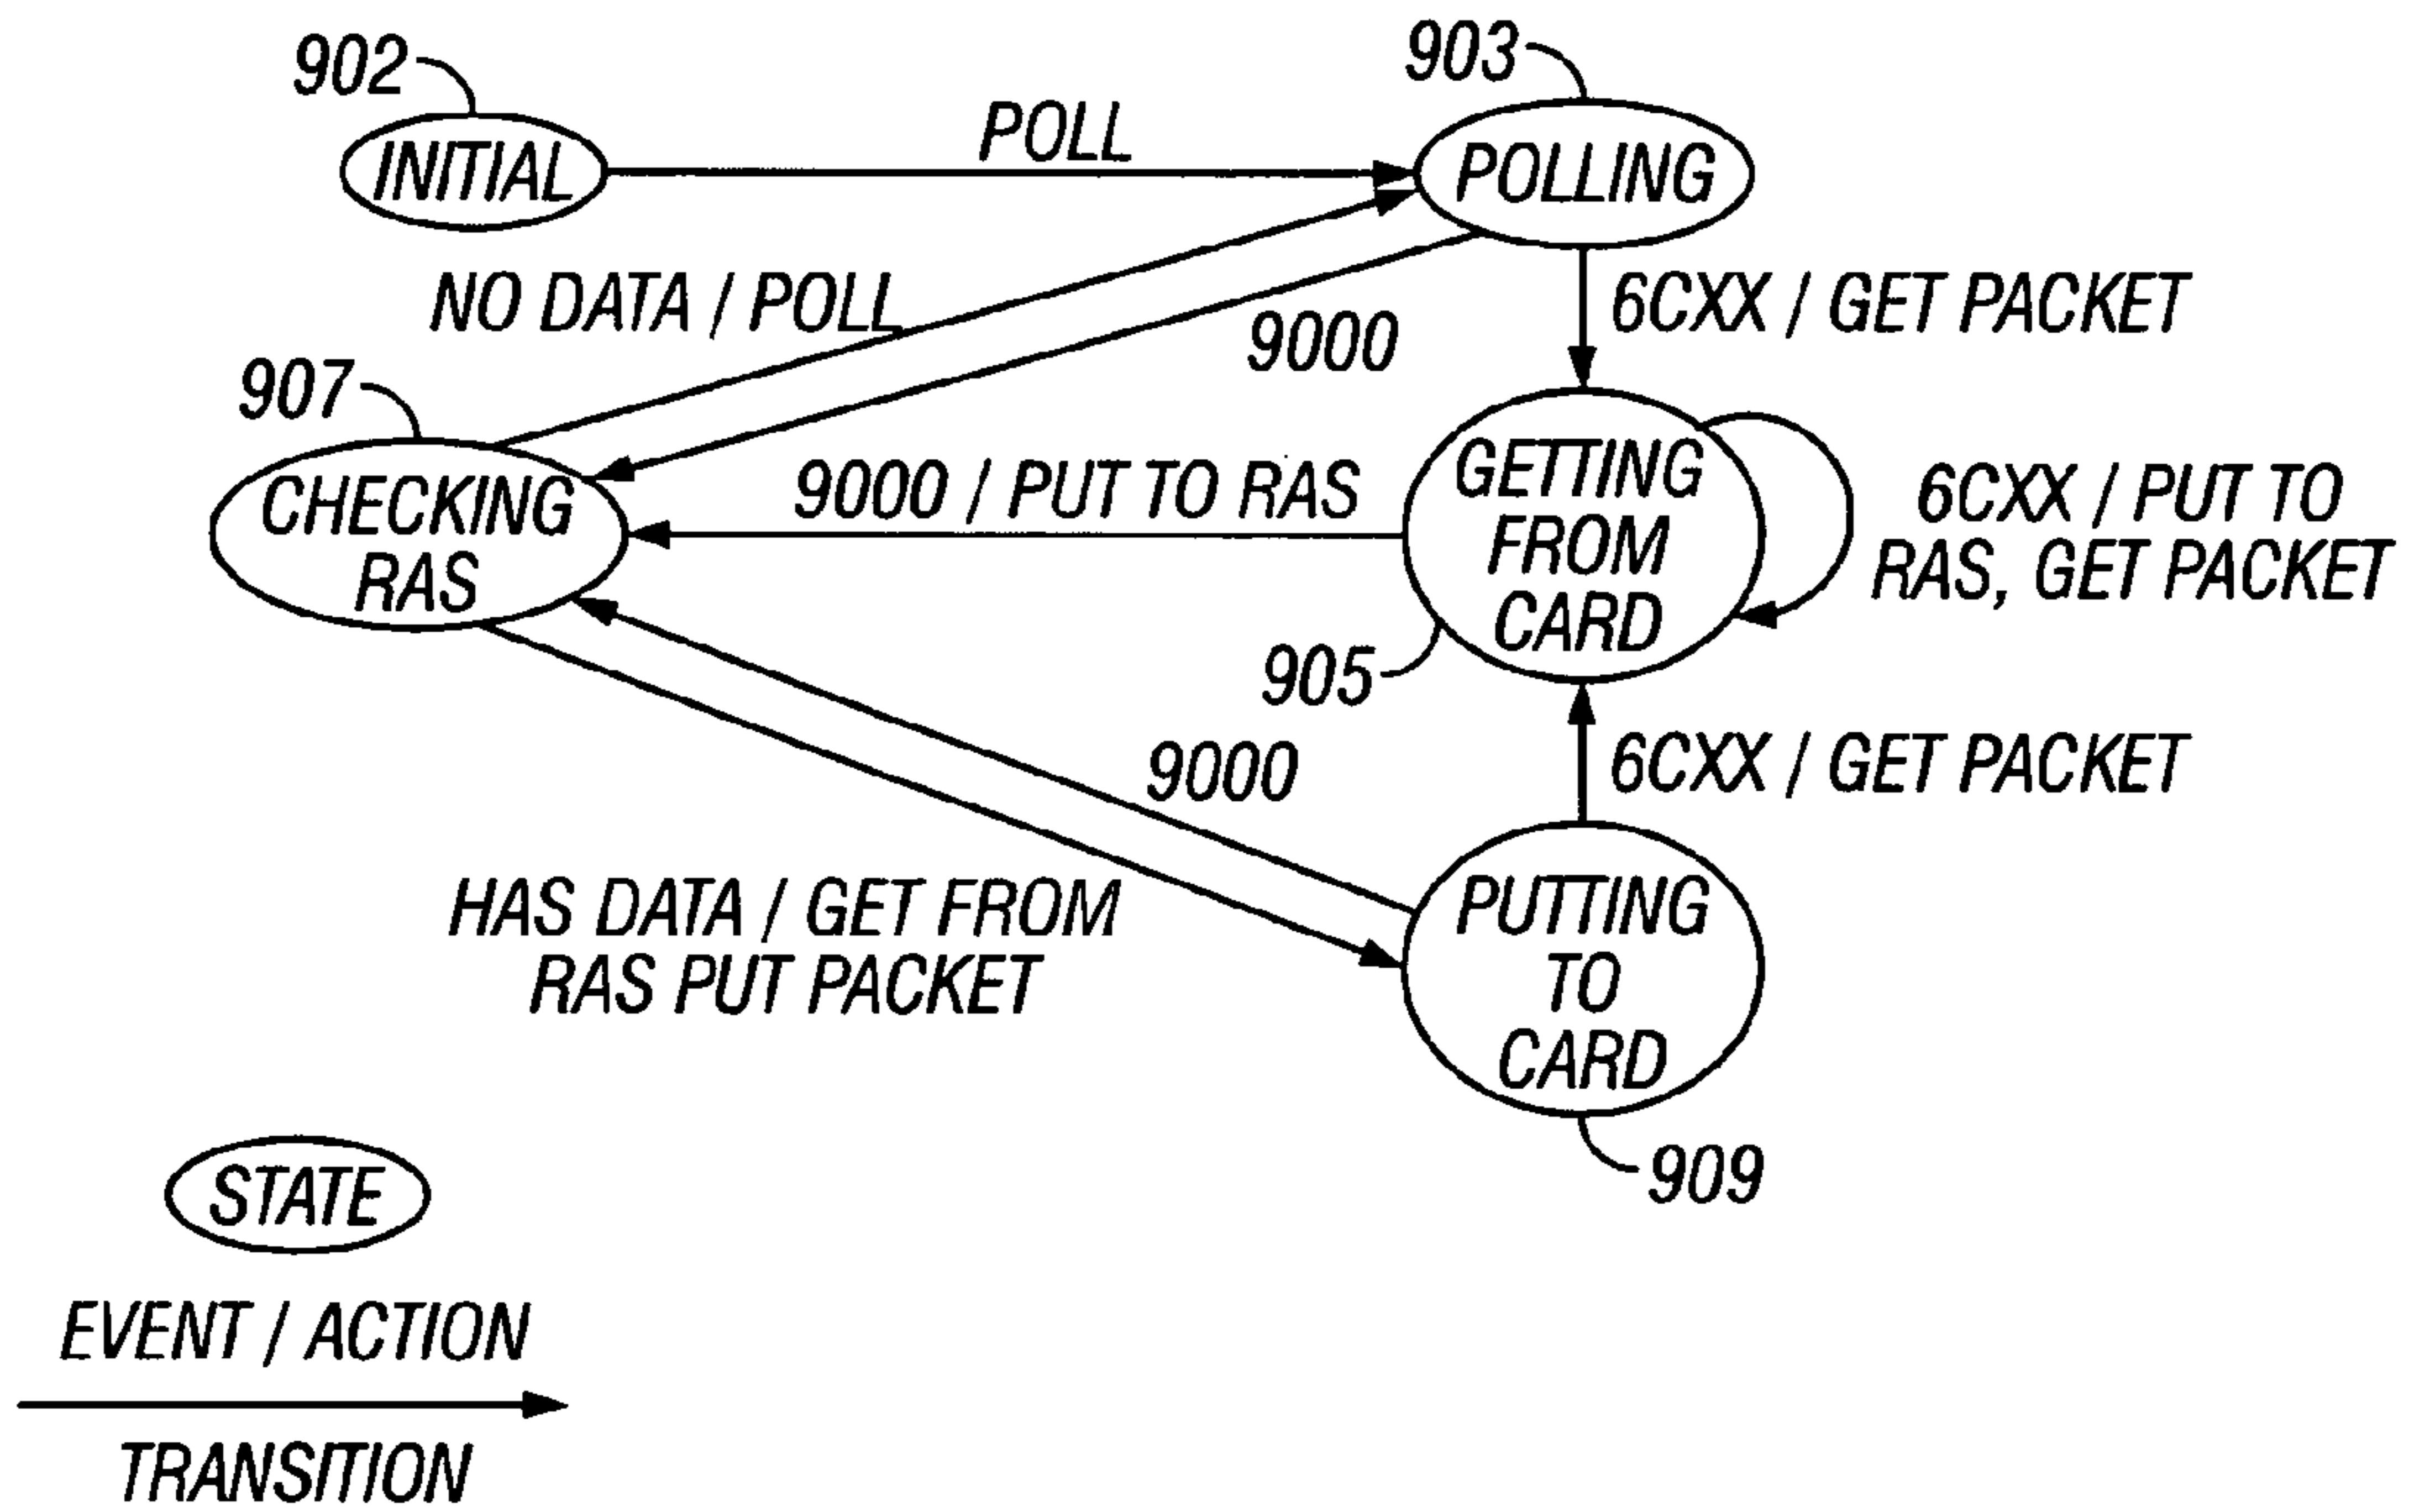 902
903
POLL
INITIAL
POLLING
NO DATA / POLL
6CXX / GET PACKET
9000
907
CHECKING
RAS
9000 / PUT TO RAS
GETTING
FROM
CARD
6CXX / PUT TO
RAS, GET PACKET
905
9000
6CXX / GET PACKET
HAS DATA / GET FROM
RAS PUT PACKET
PUTTING
TO
CARD
909
STATE
EVENT / ACTION
TRANSITION